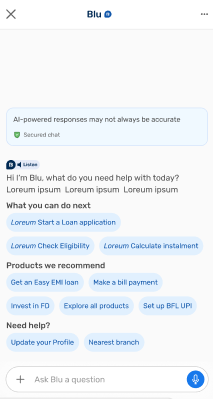 Blu
AI-powered responses may not always be accurate
Secured chat
Listen
Hi I'm Blu, what do you need help with today?
Loreum ipsum Loreum ipsum Loreum ipsum
What you can do next
Loreum Start a Loan application
Loreum Check Eligibility Loreum Calculate instalment
Products we recommend
Get an Easy EMI loan Make a bill payment
Invest in FD Explore all products Set up BFL UPI
Need help?
Update your Profile Nearest branch
Ask Blu a question